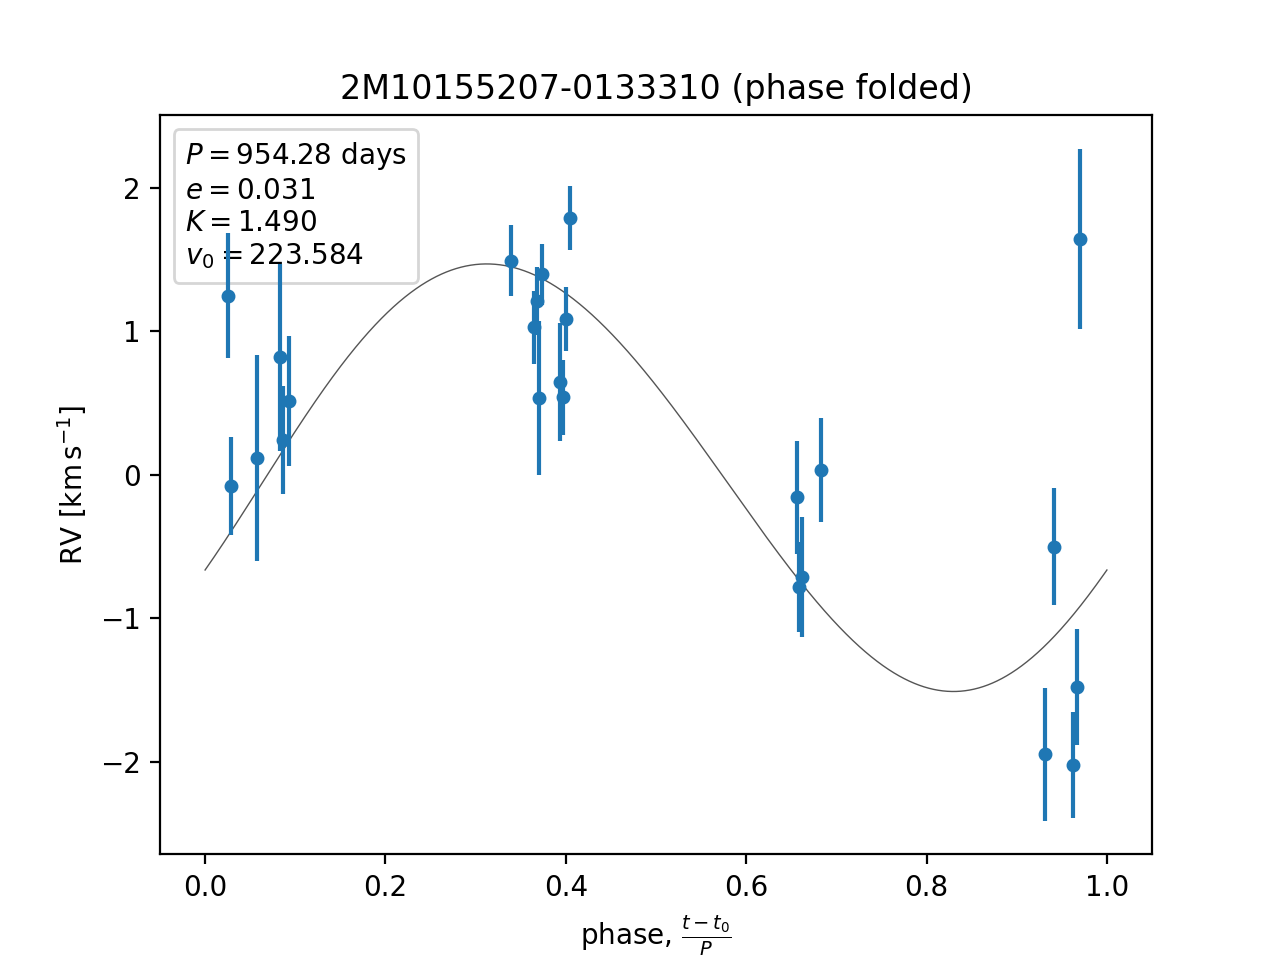 2M10155207-0133310 (phase folded)
P = 954.28 days
e = 0.031
K = 1.490
v₀ = 223.584
RV [km s⁻¹]
2
1
0
−1
−2
0.0 0.2 0.4 0.6 0.8 1.0
phase, (t − t₀)/P